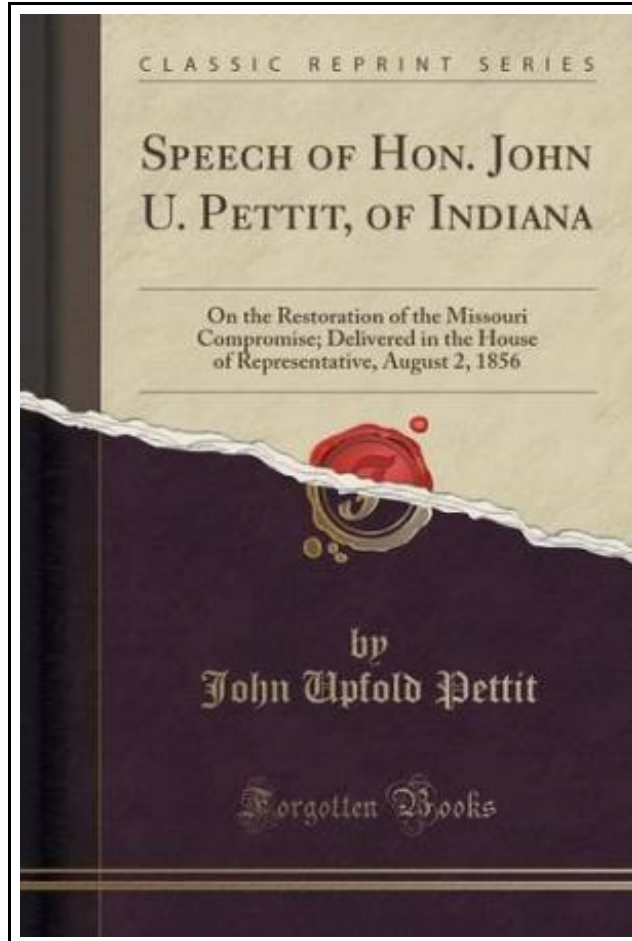 CLASSIC REPRINT SERIES
SPEECH OF HON. JOHN
U. PETTIT, OF INDIANA
On the Restoration of the Missouri
Compromise; Delivered in the House
of Representative, August 2, 1856
by
John Upfold Pettit
Forgotten Books